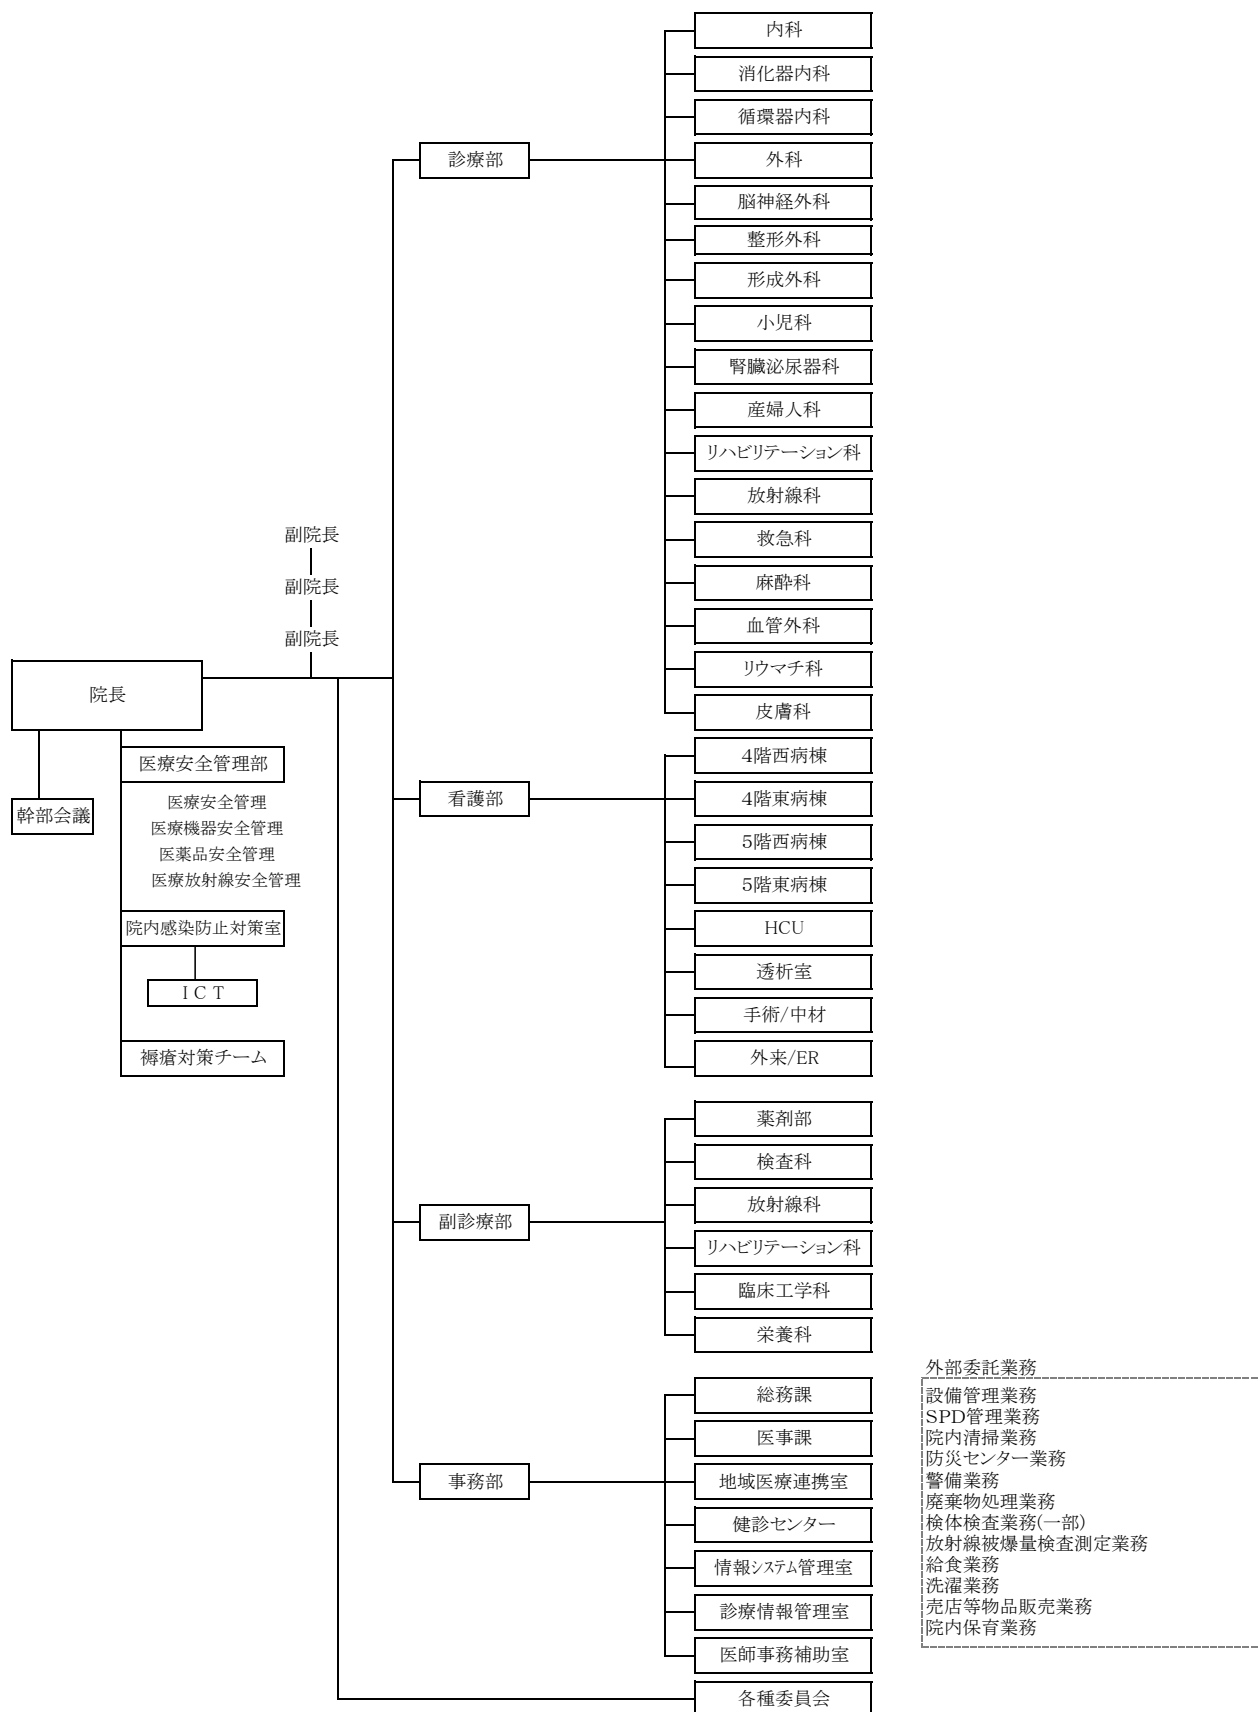 内科
消化器内科
循環器内科
診療部
外科
脳神経外科
整形外科
形成外科
小児科
腎臓泌尿器科
産婦人科
リハビリテーション科
放射線科
救急科
麻酔科
血管外科
リウマチ科
皮膚科
副院長
副院長
副院長
院長
幹部会議
医療安全管理部
医療安全管理
医療機器安全管理
医薬品安全管理
医療放射線安全管理
院内感染防止対策室
ICT
褥瘡対策チーム
看護部
4階西病棟
4階東病棟
5階西病棟
5階東病棟
HCU
透析室
手術/中材
外来/ER
副診療部
薬剤部
検査科
放射線科
リハビリテーション科
臨床工学科
栄養科
事務部
総務課
医事課
地域医療連携室
健診センター
情報システム管理室
診療情報管理室
医師事務補助室
各種委員会
外部委託業務
設備管理業務
SPD管理業務
院内清掃業務
防災センター業務
警備業務
廃棄物処理業務
検体検査業務(一部)
放射線被爆量検査測定業務
給食業務
洗濯業務
売店等物品販売業務
院内保育業務